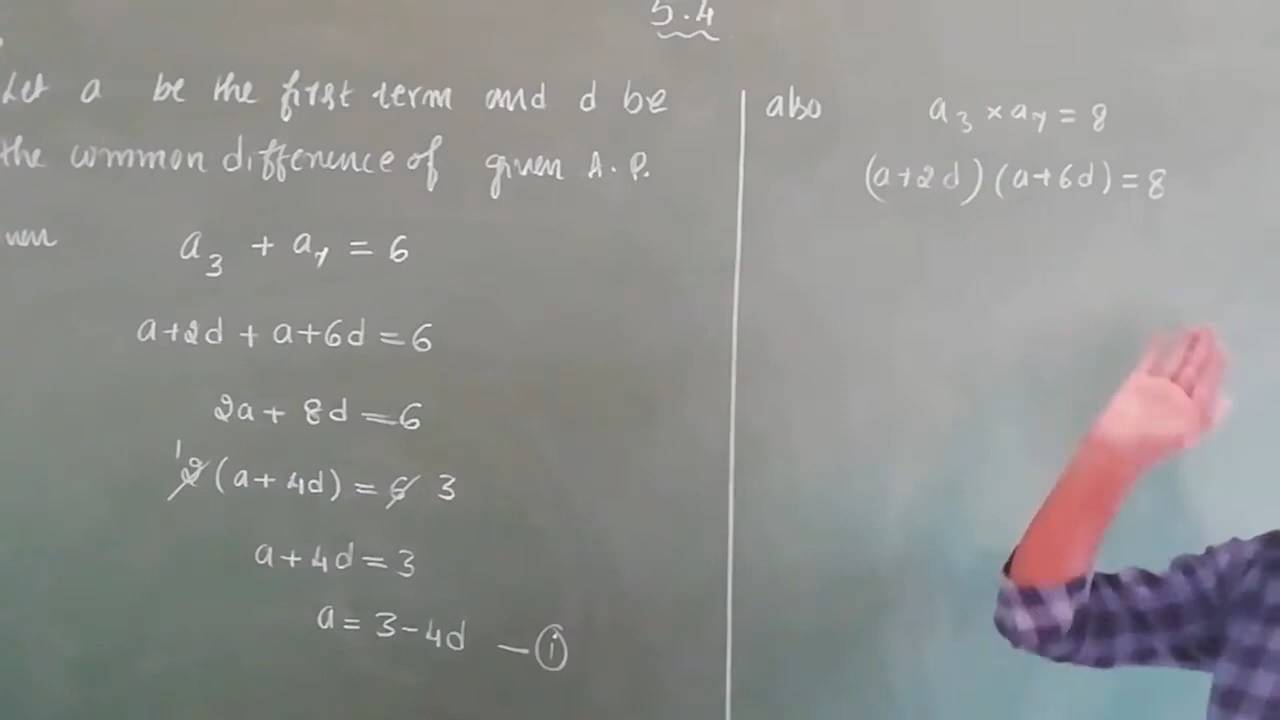 5.4
Let a be the first term and d be
the common difference of given A.P.
a₃ + a₇ = 6
a+2d + a+6d = 6
2a + 8d = 6
1
2 (a + 4d) = 6 3
a + 4d = 3
a = 3 - 4d — (i)
also a₃ × a₇ = 8
(a+2d) (a+6d) = 8